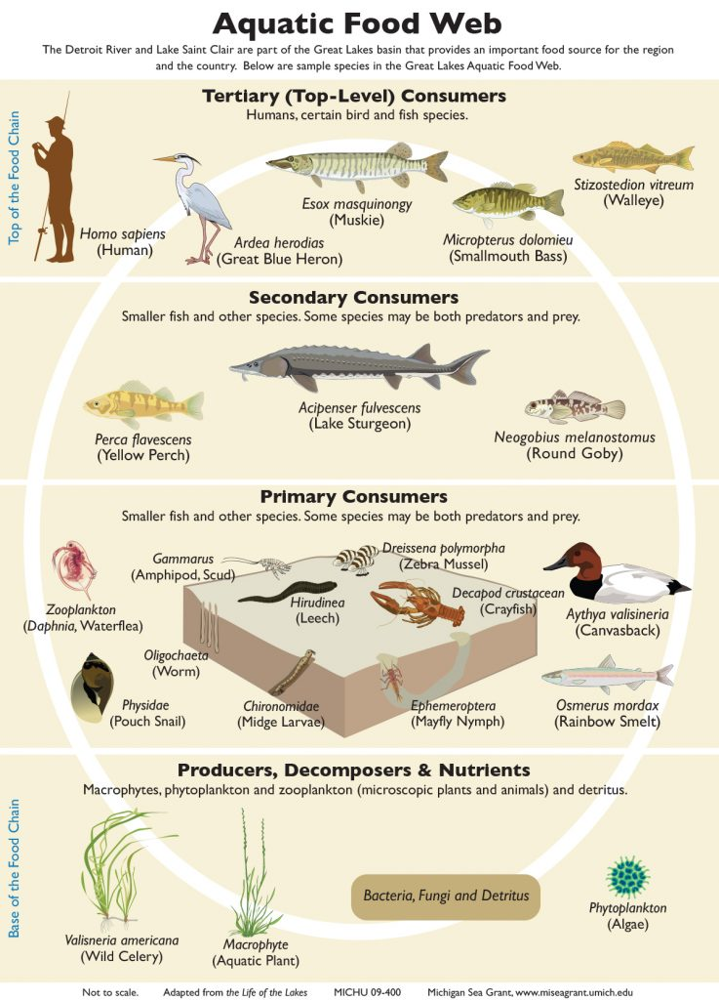 Aquatic Food Web
The Detroit River and Lake Saint Clair are part of the Great Lakes basin that provides an important food source for the region
and the country. Below are sample species in the Great Lakes Aquatic Food Web.
Top of the Food Chain
Tertiary (Top-Level) Consumers
Humans, certain bird and fish species.
Homo sapiens
(Human)
Ardea herodias
(Great Blue Heron)
Esox masquinongy
(Muskie)
Micropterus dolomieu
(Smallmouth Bass)
Stizostedion vitreum
(Walleye)
Secondary Consumers
Smaller fish and other species. Some species may be both predators and prey.
Perca flavescens
(Yellow Perch)
Acipenser fulvescens
(Lake Sturgeon)
Neogobius melanostomus
(Round Goby)
Primary Consumers
Smaller fish and other species. Some species may be both predators and prey.
Zooplankton
(Daphnia, Waterflea)
Gammarus
(Amphipod, Scud)
Dreissena polymorpha
(Zebra Mussel)
Hirudinea
(Leech)
Decapod crustacean
(Crayfish)
Aythya valisineria
(Canvasback)
Oligochaeta
(Worm)
Physidae
(Pouch Snail)
Chironomidae
(Midge Larvae)
Ephemeroptera
(Mayfly Nymph)
Osmerus mordax
(Rainbow Smelt)
Base of the Food Chain
Producers, Decomposers & Nutrients
Macrophytes, phytoplankton and zooplankton (microscopic plants and animals) and detritus.
Valisneria americana
(Wild Celery)
Macrophyte
(Aquatic Plant)
Bacteria, Fungi and Detritus
Phytoplankton
(Algae)
Not to scale. Adapted from the Life of the Lakes MICHU 09-400 Michigan Sea Grant, www.miseagrant.umich.edu